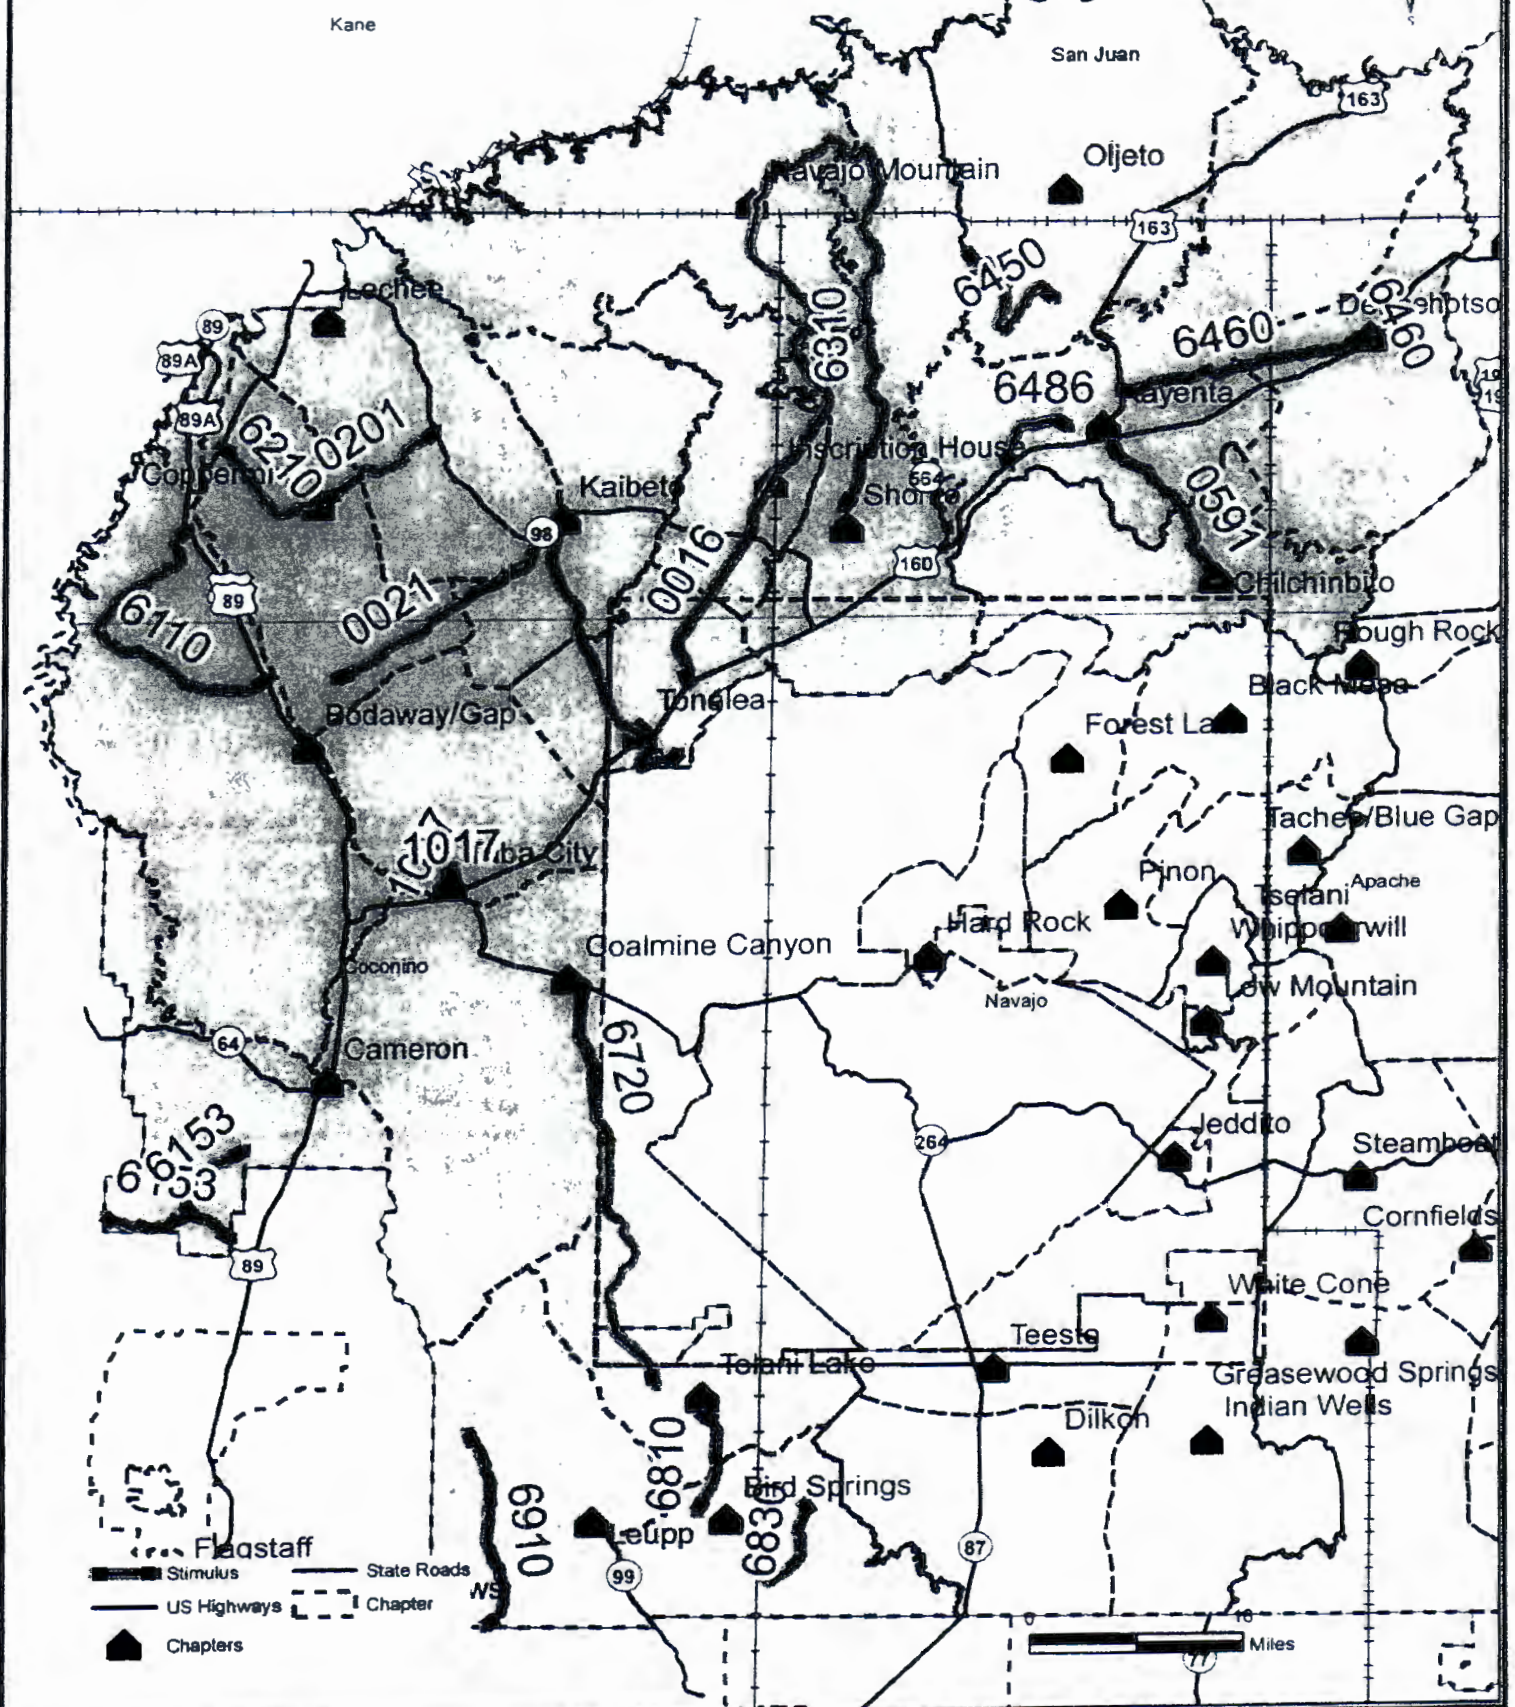 Kane
San Juan
163
Oljeto
Navajo Mountain
163
6450
Lechee
89
89A
6310
6460
6460
89A
6486
Kayenta
6210
0201
Inscription House
564
Kaibeto
Shonto
0591
98
0016
160
Chilchinbito
89
0021
6110
Rough Rock
Black Mesa
Tonalea
Bodaway/Gap
Forest Lake
Tachee/Blue Gap
1017
Tuba City
Pinon
Apache
Tselani
Hard Rock
Whipporwill
Coalmine Canyon
Coconino
Low Mountain
Navajo
64
Cameron
6720
6153
Jeddito
264
Steamboat
Cornfields
89
White Cone
Teesto
Tolani Lake
Greasewood Springs
Indian Wells
Dilkon
6810
Bird Springs
6910
Leupp
6830
Flagstaff
87
Stimulus
State Roads
99
US Highways
Chapter
0
16
Miles
Chapters
77